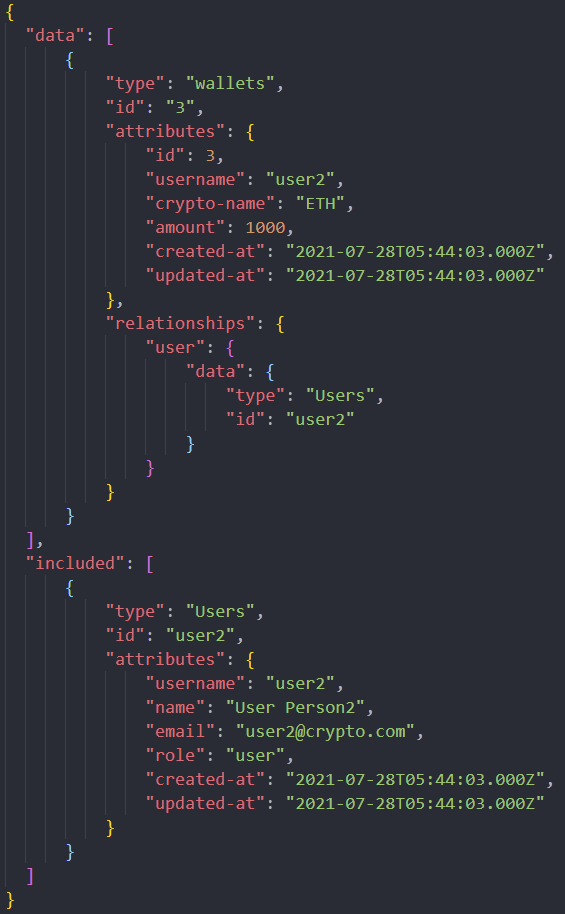 {
  "data": [
      {
          "type": "wallets",
          "id": "3",
          "attributes": {
              "id": 3,
              "username": "user2",
              "crypto-name": "ETH",
              "amount": 1000,
              "created-at": "2021-07-28T05:44:03.000Z",
              "updated-at": "2021-07-28T05:44:03.000Z"
          },
          "relationships": {
              "user": {
                  "data": {
                      "type": "Users",
                      "id": "user2"
                  }
              }
          }
      }
  ],
  "included": [
      {
          "type": "Users",
          "id": "user2",
          "attributes": {
              "username": "user2",
              "name": "User Person2",
              "email": "user2@crypto.com",
              "role": "user",
              "created-at": "2021-07-28T05:44:03.000Z",
              "updated-at": "2021-07-28T05:44:03.000Z"
          }
      }
  ]
}